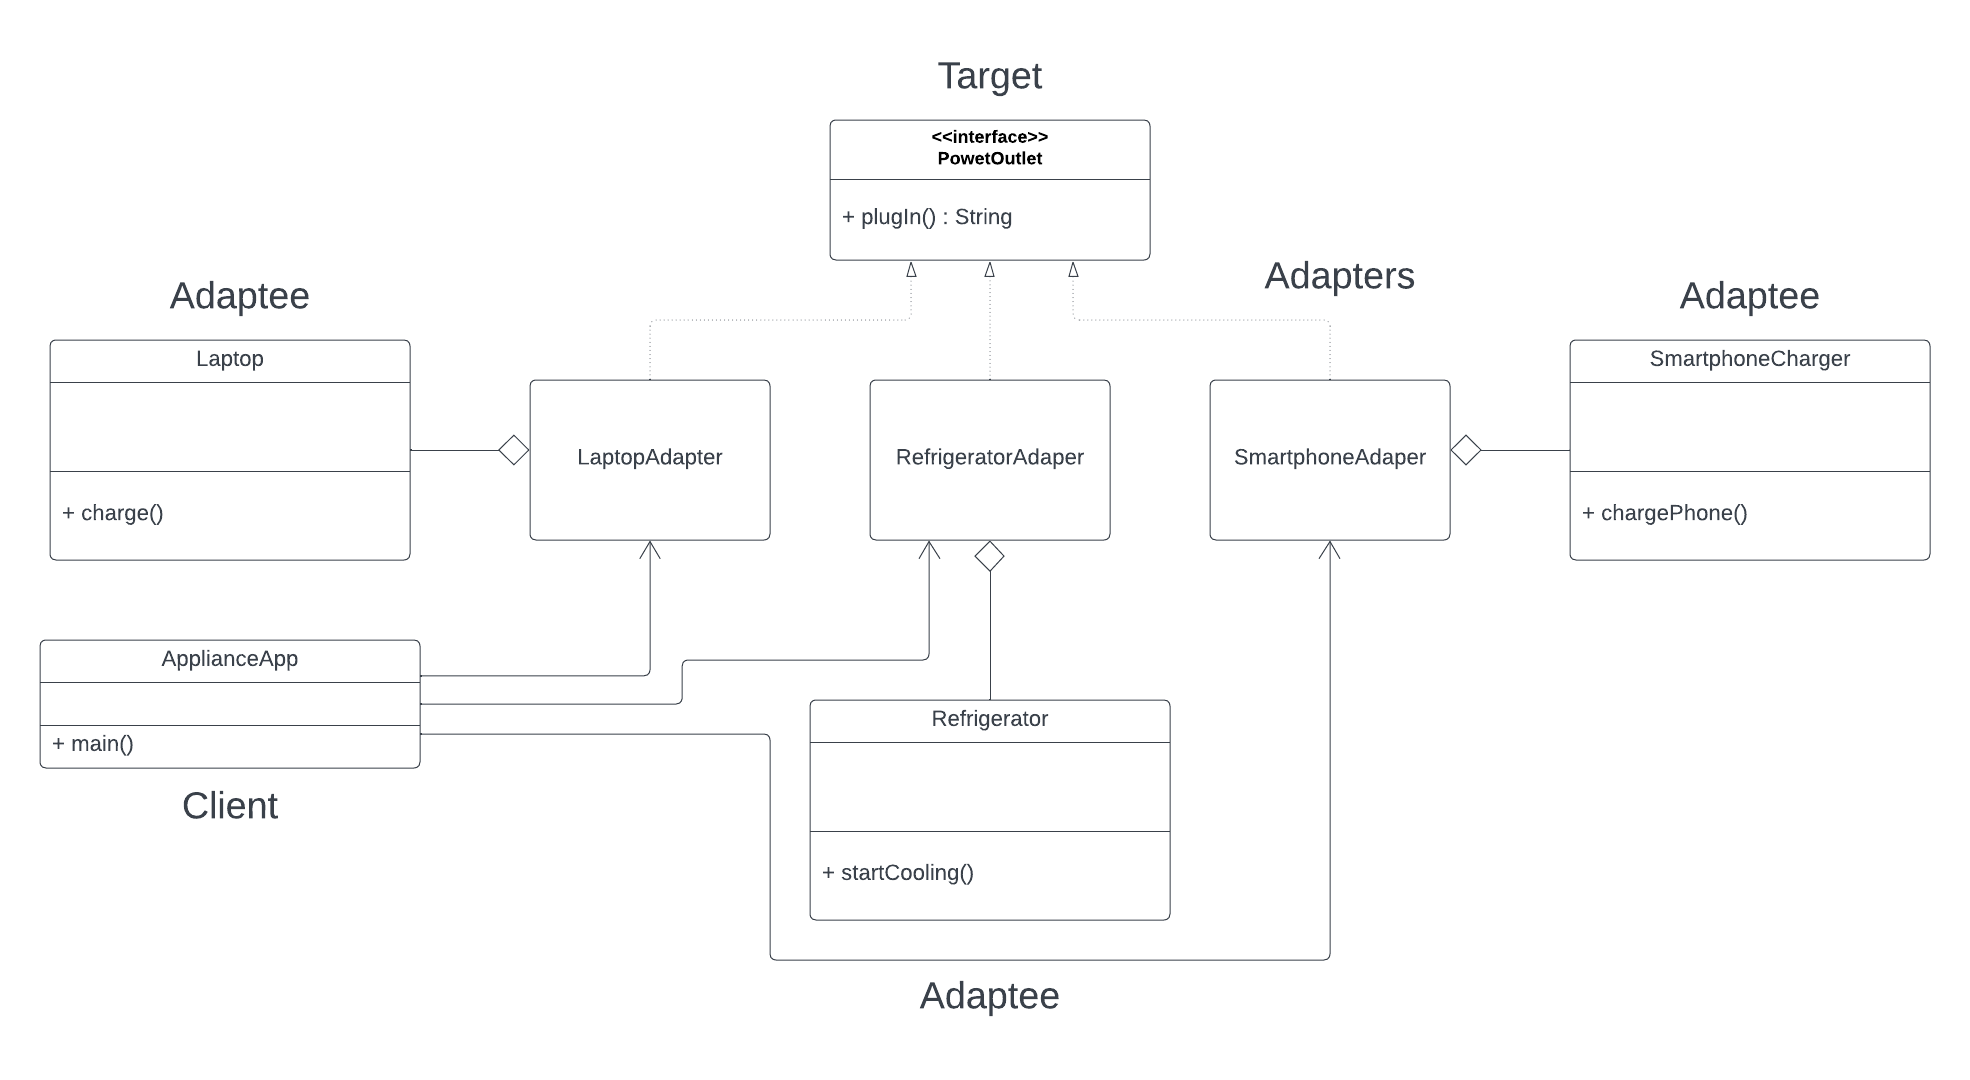 Target
<<interface>>
PowetOutlet
+ plugIn() : String
Adapters
Adaptee
Laptop
+ charge()
LaptopAdapter
RefrigeratorAdaper
SmartphoneAdaper
Adaptee
SmartphoneCharger
+ chargePhone()
ApplianceApp
+ main()
Client
Refrigerator
+ startCooling()
Adaptee